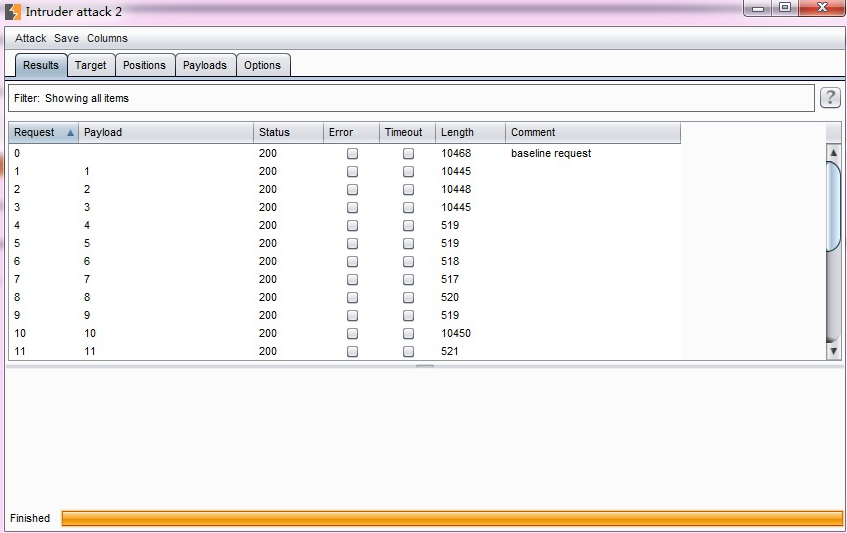 Intruder attack 2
Attack Save Columns
Results Target Positions Payloads Options
Filter: Showing all items ?
Request Payload Status Error Timeout Length Comment
0 200 10468 baseline request
1 1 200 10445
2 2 200 10448
3 3 200 10445
4 4 200 519
5 5 200 519
6 6 200 518
7 7 200 517
8 8 200 520
9 9 200 519
10 10 200 10450
11 11 200 521
Finished